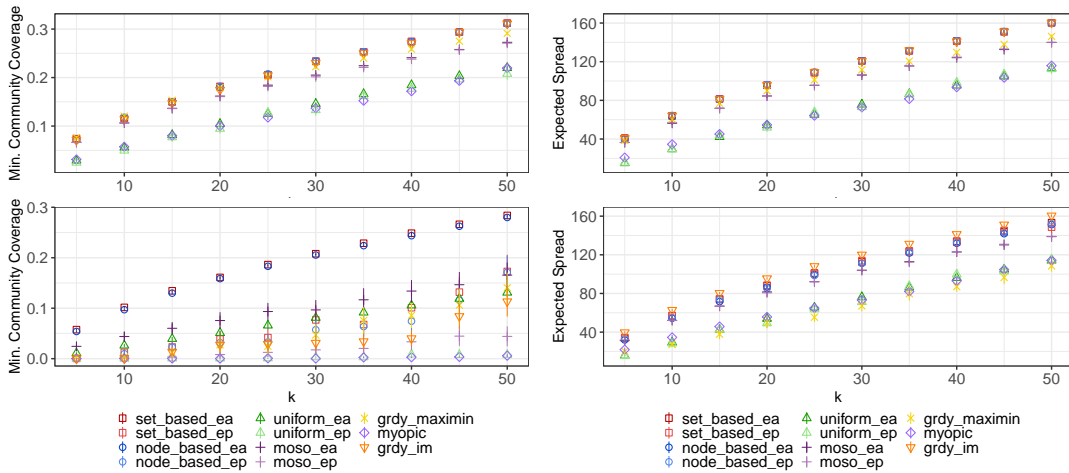 Min. Community Coverage
0.3
0.2
0.1
10 20 30 40 50
Expected Spread
160
120
80
40
10 20 30 40 50
Min. Community Coverage
0.3
0.2
0.1
0.0
10 20 30 40 50
k
Expected Spread
160
120
80
40
10 20 30 40 50
k
set_based_ea uniform_ea grdy_maximin
set_based_ep uniform_ep myopic
node_based_ea moso_ea grdy_im
node_based_ep moso_ep
set_based_ea uniform_ea grdy_maximin
set_based_ep uniform_ep myopic
node_based_ea moso_ea grdy_im
node_based_ep moso_ep